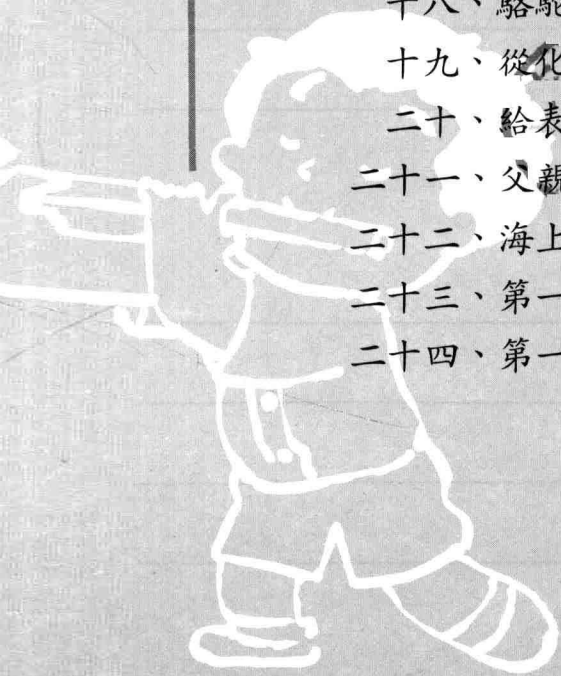 十八、駱駝
十九、從化
二十、給表
二十一、父親
二十二、海上
二十三、第一
二十四、第一